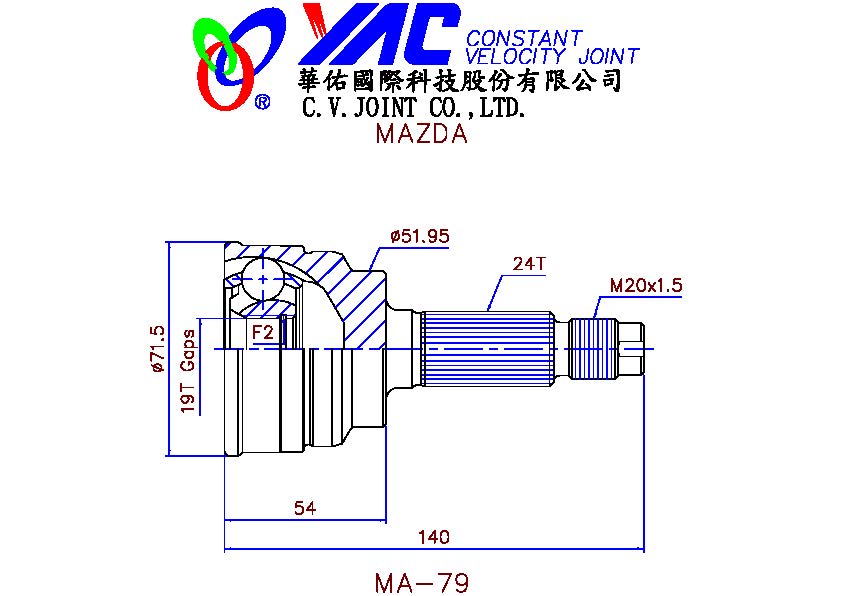 YAC CONSTANT VELOCITY JOINT
®
華佑國際科技股份有限公司
C.V.JOINT CO.,LTD.
MAZDA
ø51.95
24T
M20x1.5
ø71.5
19T Gaps
F2
54
140
MA-79